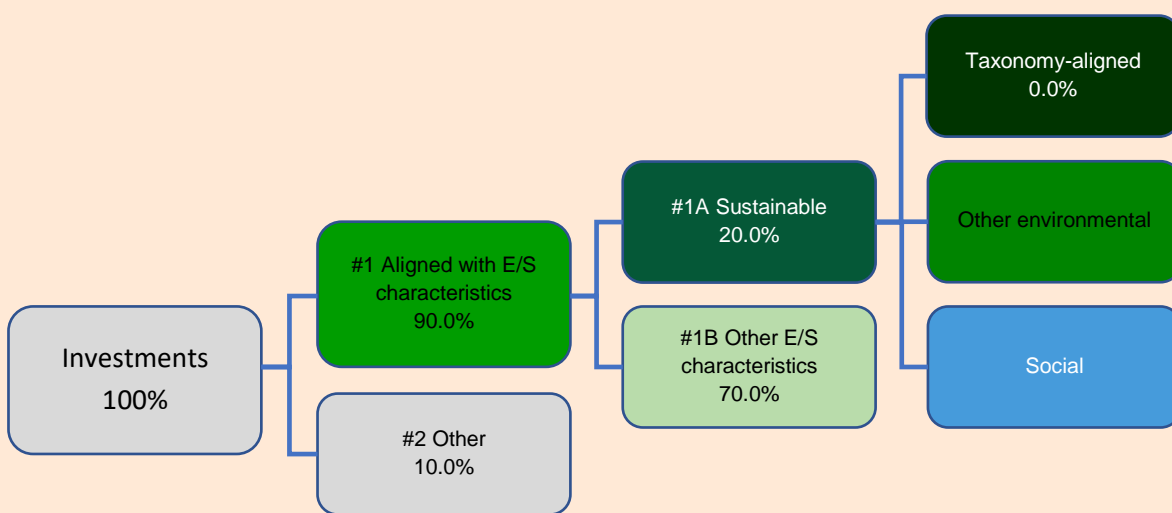 Investments
100%
#1 Aligned with E/S
characteristics
90.0%
#2 Other
10.0%
#1A Sustainable
20.0%
#1B Other E/S
characteristics
70.0%
Taxonomy-aligned
0.0%
Other environmental
Social